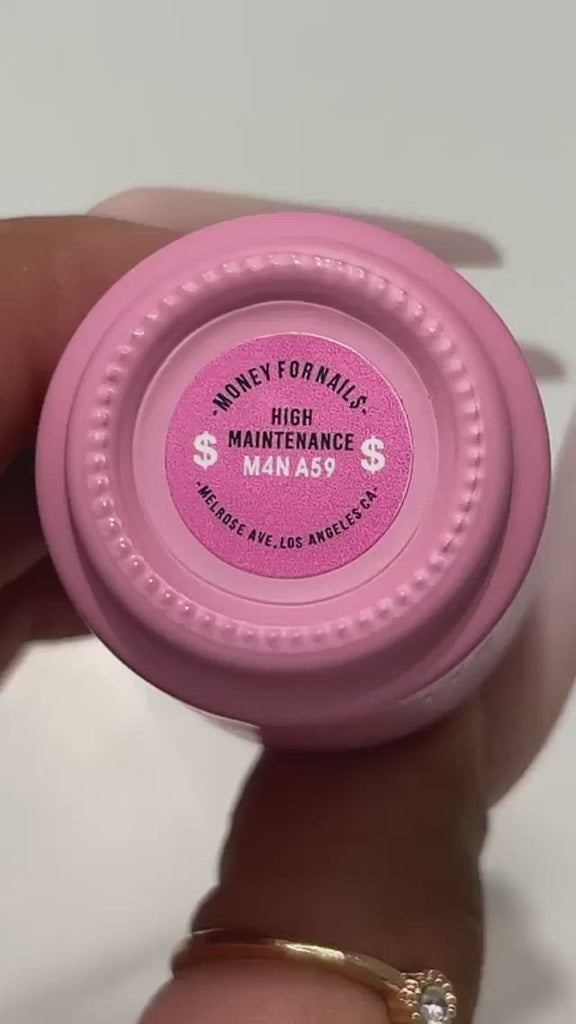 -MONEY FOR NAILS-
HIGH
MAINTENANCE
$ M4N A59 $
-MELROSE AVE, LOS ANGELES CA-